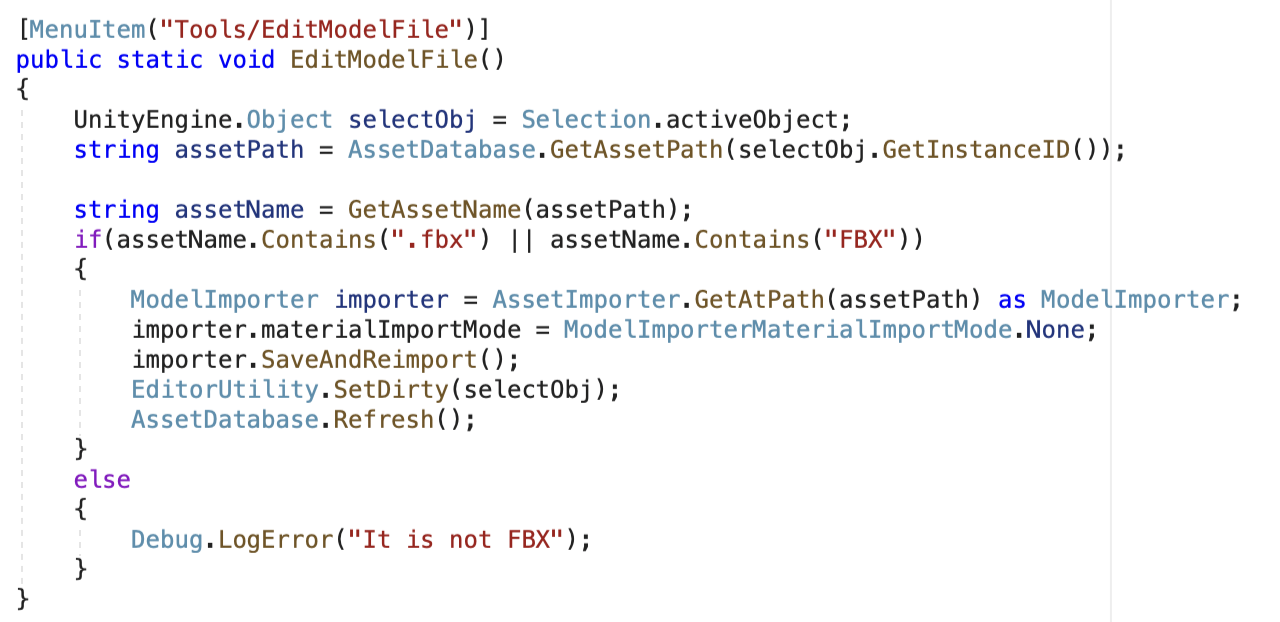 [MenuItem("Tools/EditModelFile")]
public static void EditModelFile()
{
    UnityEngine.Object selectObj = Selection.activeObject;
    string assetPath = AssetDatabase.GetAssetPath(selectObj.GetInstanceID());

    string assetName = GetAssetName(assetPath);
    if(assetName.Contains(".fbx") || assetName.Contains("FBX"))
    {
        ModelImporter importer = AssetImporter.GetAtPath(assetPath) as ModelImporter;
        importer.materialImportMode = ModelImporterMaterialImportMode.None;
        importer.SaveAndReimport();
        EditorUtility.SetDirty(selectObj);
        AssetDatabase.Refresh();
    }
    else
    {
        Debug.LogError("It is not FBX");
    }
}